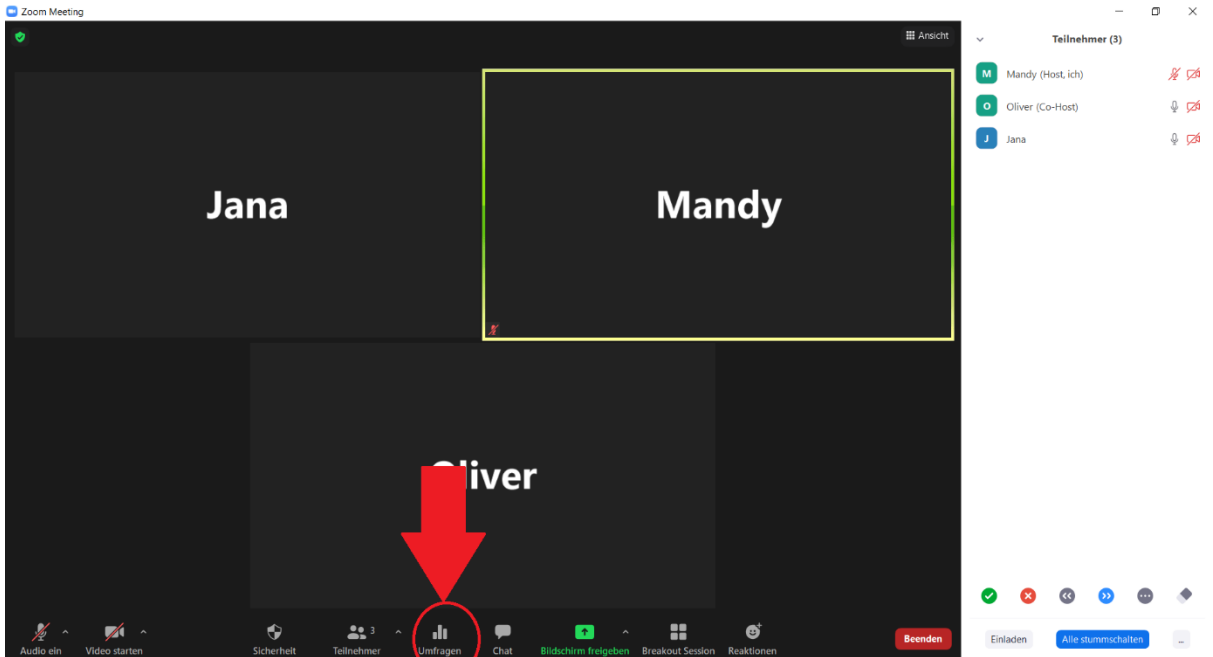 Zoom Meeting
Ansicht
Jana
Mandy
Oliver
Audio ein
Video starten
Sicherheit
3
Teilnehmer
Umfragen
Chat
Bildschirm freigeben
Breakout Session
Reaktionen
Beenden
Teilnehmer (3)
M Mandy (Host, ich)
O Oliver (Co-Host)
J Jana
Einladen
Alle stummschalten
...